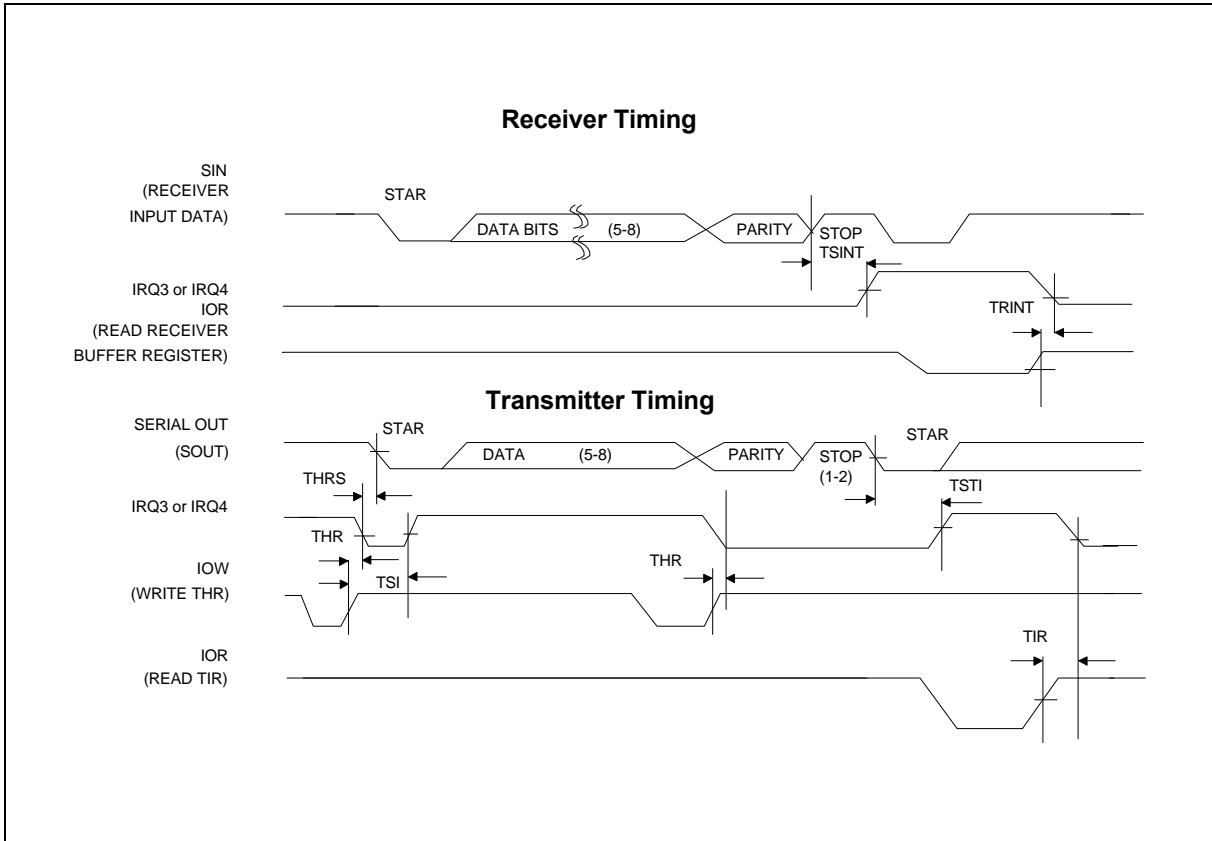 Receiver Timing
SIN
(RECEIVER
INPUT DATA)
STAR
DATA BITS (5-8)
PARITY
STOP
TSINT
IRQ3 or IRQ4
IOR
(READ RECEIVER
BUFFER REGISTER)
TRINT
Transmitter Timing
SERIAL OUT
(SOUT)
STAR
DATA (5-8)
PARITY
STOP
(1-2)
STAR
THRS
TSTI
IRQ3 or IRQ4
THR
THR
IOW
(WRITE THR)
TSI
IOR
(READ TIR)
TIR